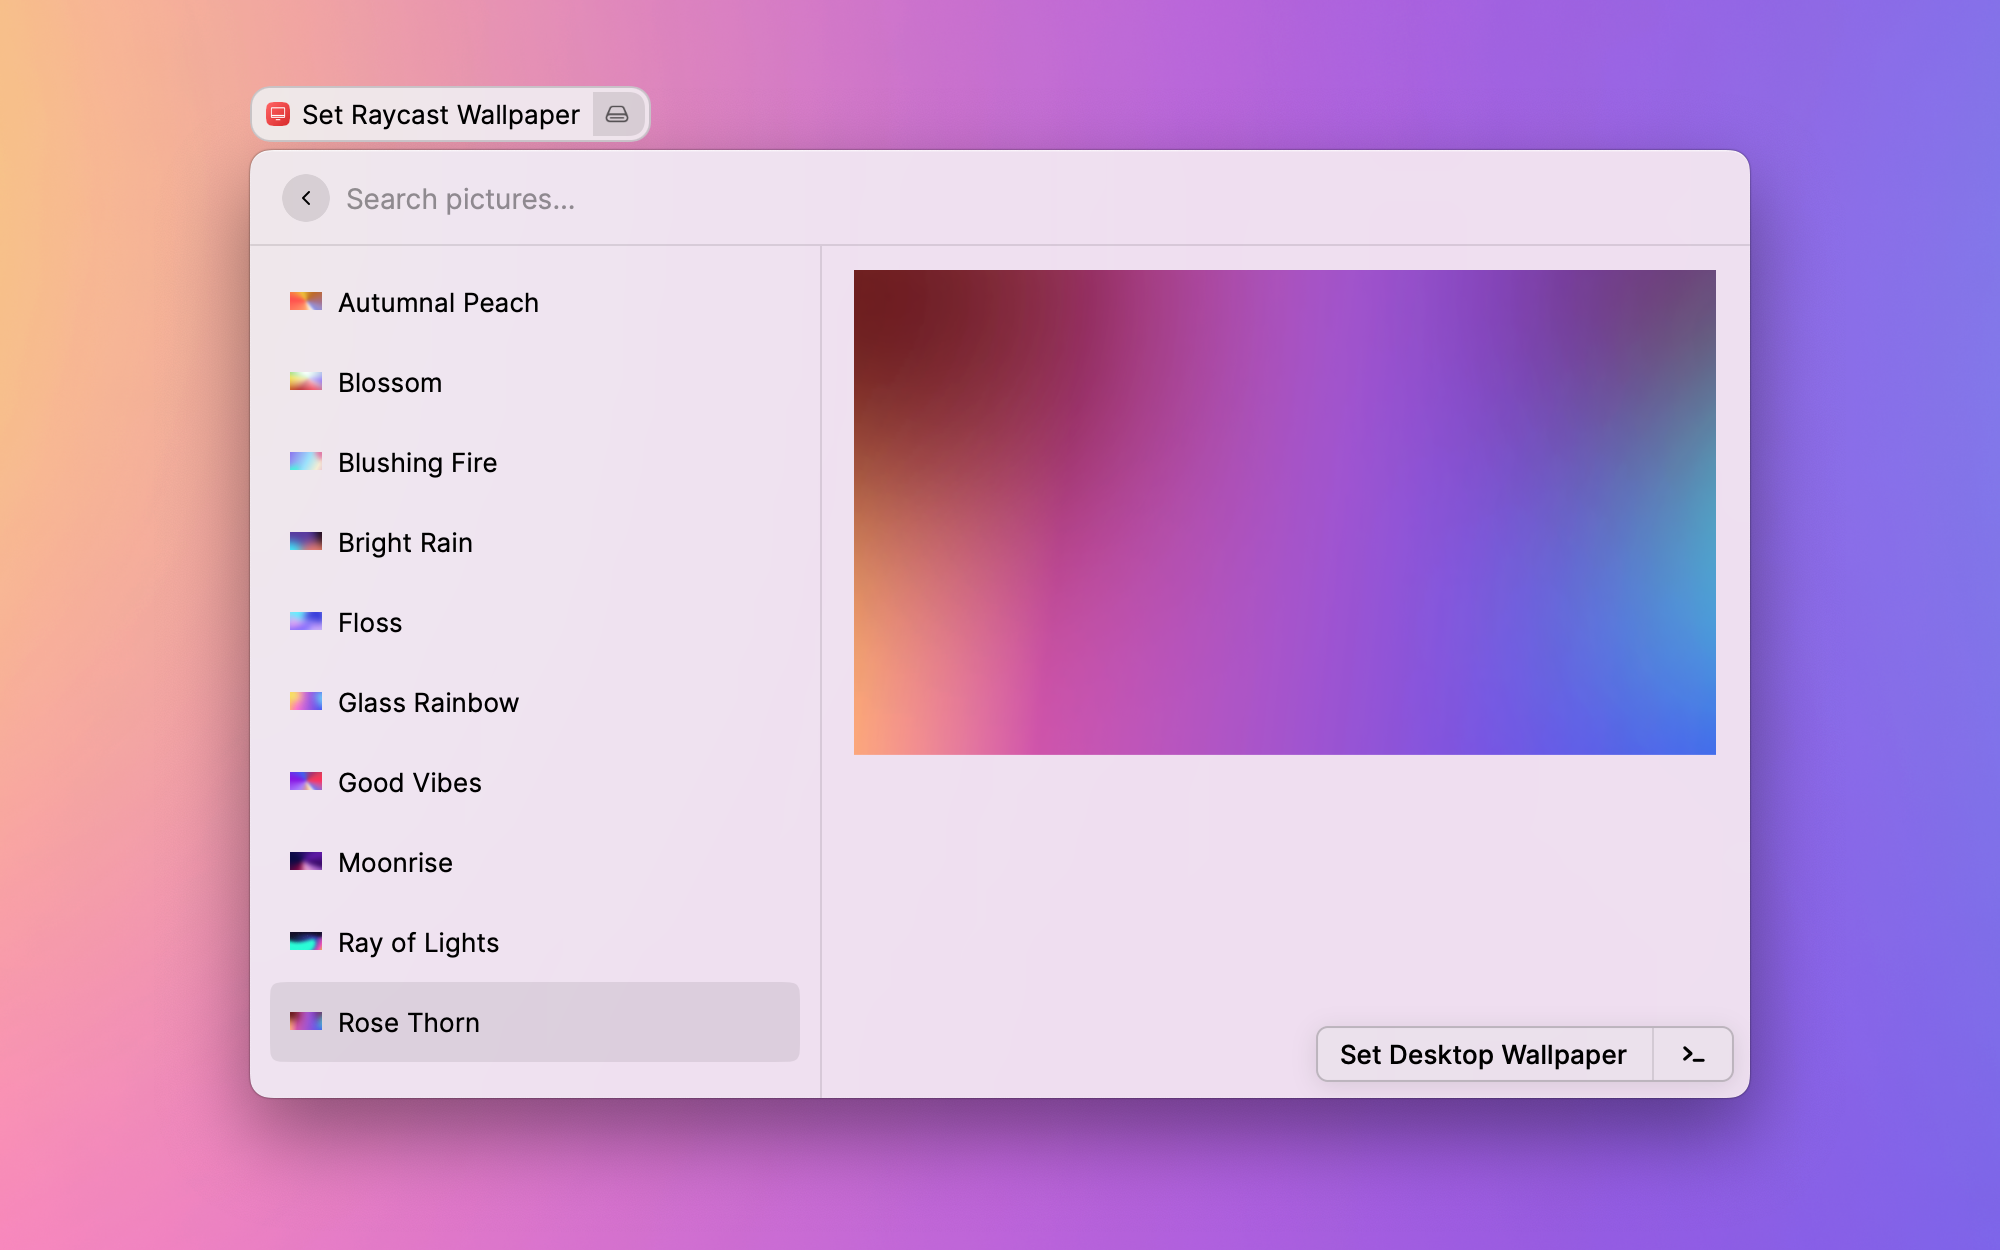 Set Raycast Wallpaper
Search pictures...
Autumnal Peach
Blossom
Blushing Fire
Bright Rain
Floss
Glass Rainbow
Good Vibes
Moonrise
Ray of Lights
Rose Thorn
Set Desktop Wallpaper